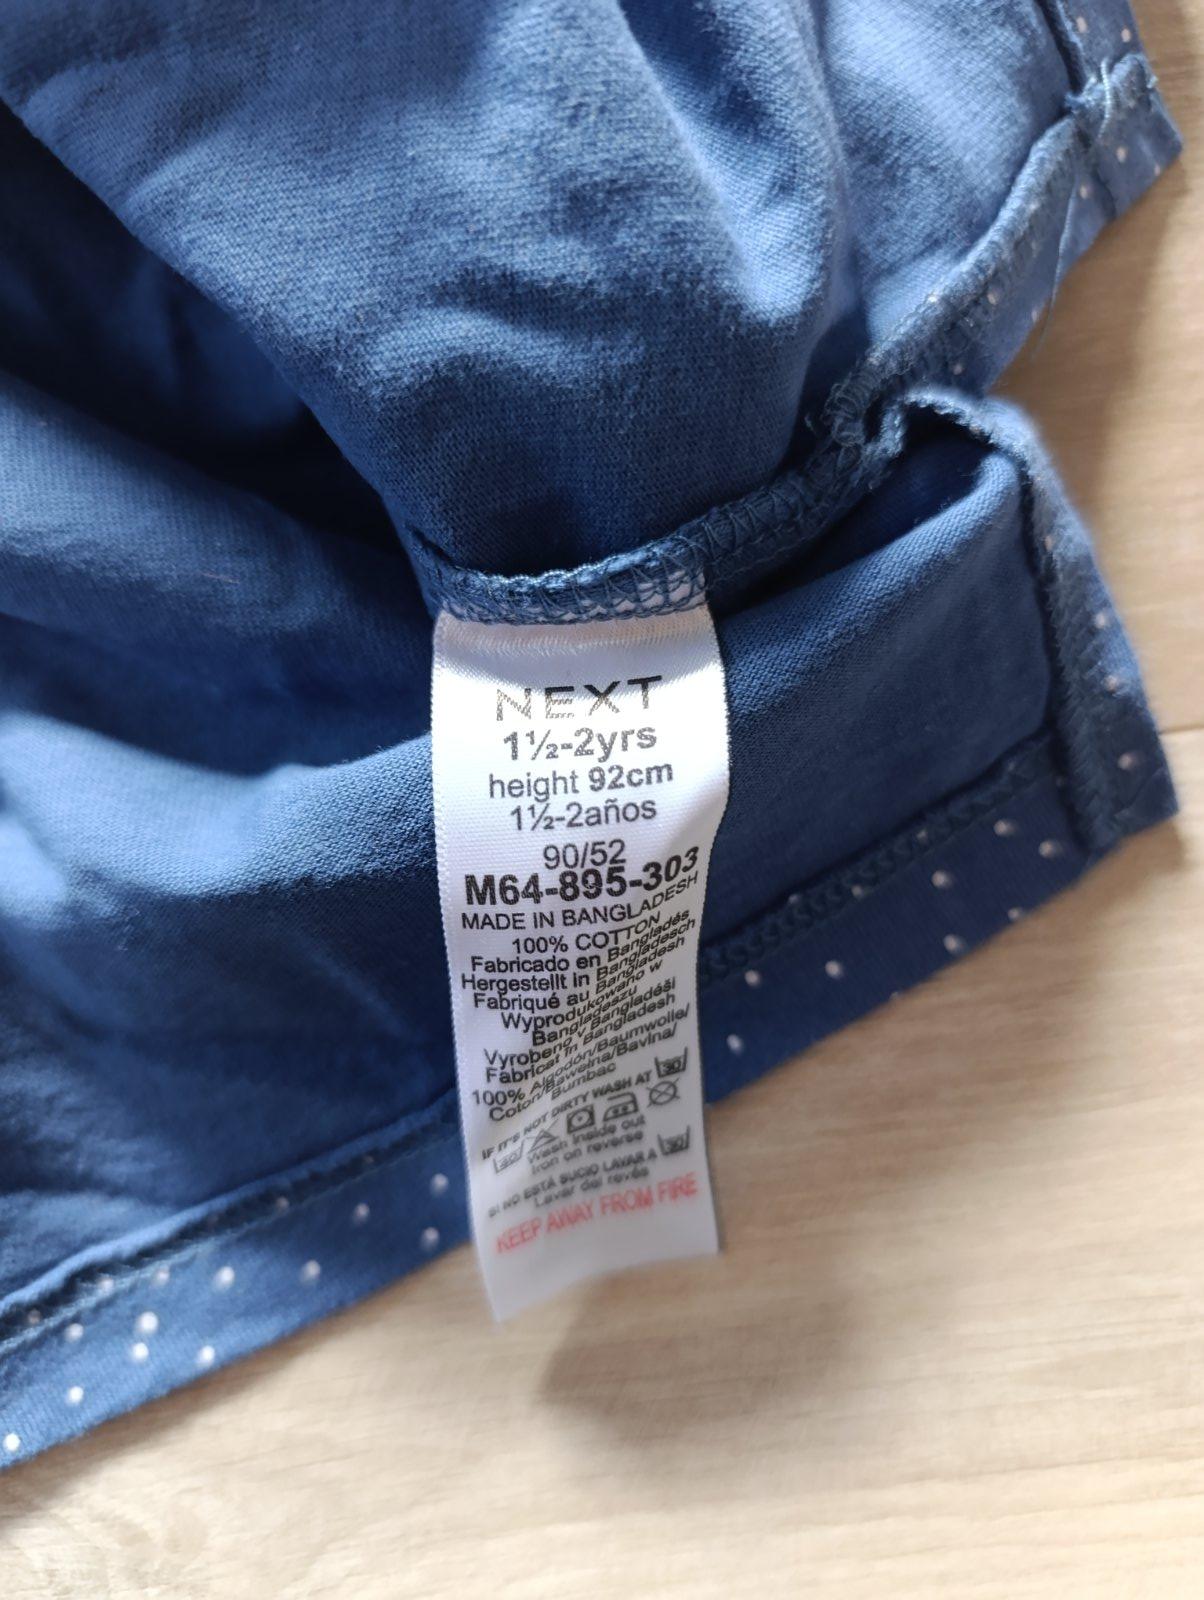 NEXT
1½-2yrs
height 92cm
1½-2años
90/52
M64-895-303
MADE IN BANGLADESH
100% COTTON
Fabricado en Bangladés
Hergestellt in Bangladesch
Fabriqué au Bangladesh
Wyprodukowano w
Bangladeszu
Vyrobeno v Bangladéši
Fabricat în Bangladesh
100% Algodón/Baumwolle/
Coton/Bawełna/Bavlna/
Bumbac
IF IT'S NOT DIRTY WASH AT 30
30
Wash inside out
Iron on reverse
SI NO ESTÁ SUCIO LAVAR A 30
Lavar del revés
KEEP AWAY FROM FIRE